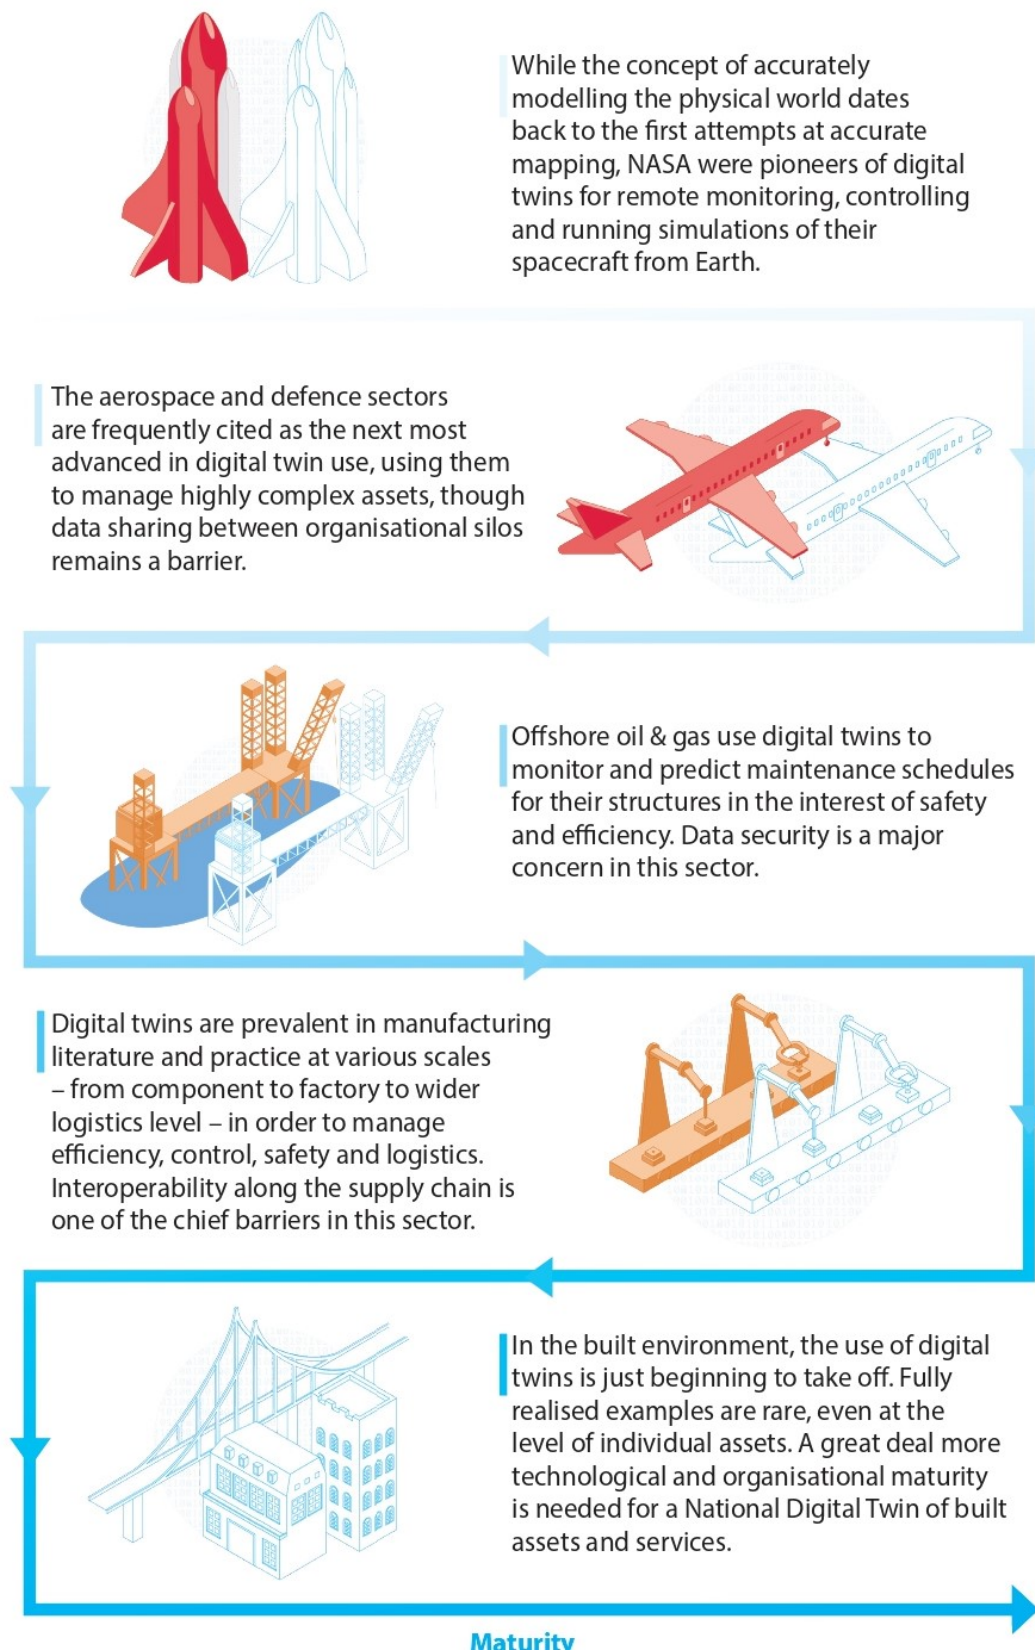 While the concept of accurately
modelling the physical world dates
back to the first attempts at accurate
mapping, NASA were pioneers of digital
twins for remote monitoring, controlling
and running simulations of their
spacecraft from Earth.
The aerospace and defence sectors
are frequently cited as the next most
advanced in digital twin use, using them
to manage highly complex assets, though
data sharing between organisational silos
remains a barrier.
Offshore oil & gas use digital twins to
monitor and predict maintenance schedules
for their structures in the interest of safety
and efficiency. Data security is a major
concern in this sector.
Digital twins are prevalent in manufacturing
literature and practice at various scales
– from component to factory to wider
logistics level – in order to manage
efficiency, control, safety and logistics.
Interoperability along the supply chain is
one of the chief barriers in this sector.
In the built environment, the use of digital
twins is just beginning to take off. Fully
realised examples are rare, even at the
level of individual assets. A great deal more
technological and organisational maturity
is needed for a National Digital Twin of built
assets and services.
Maturity